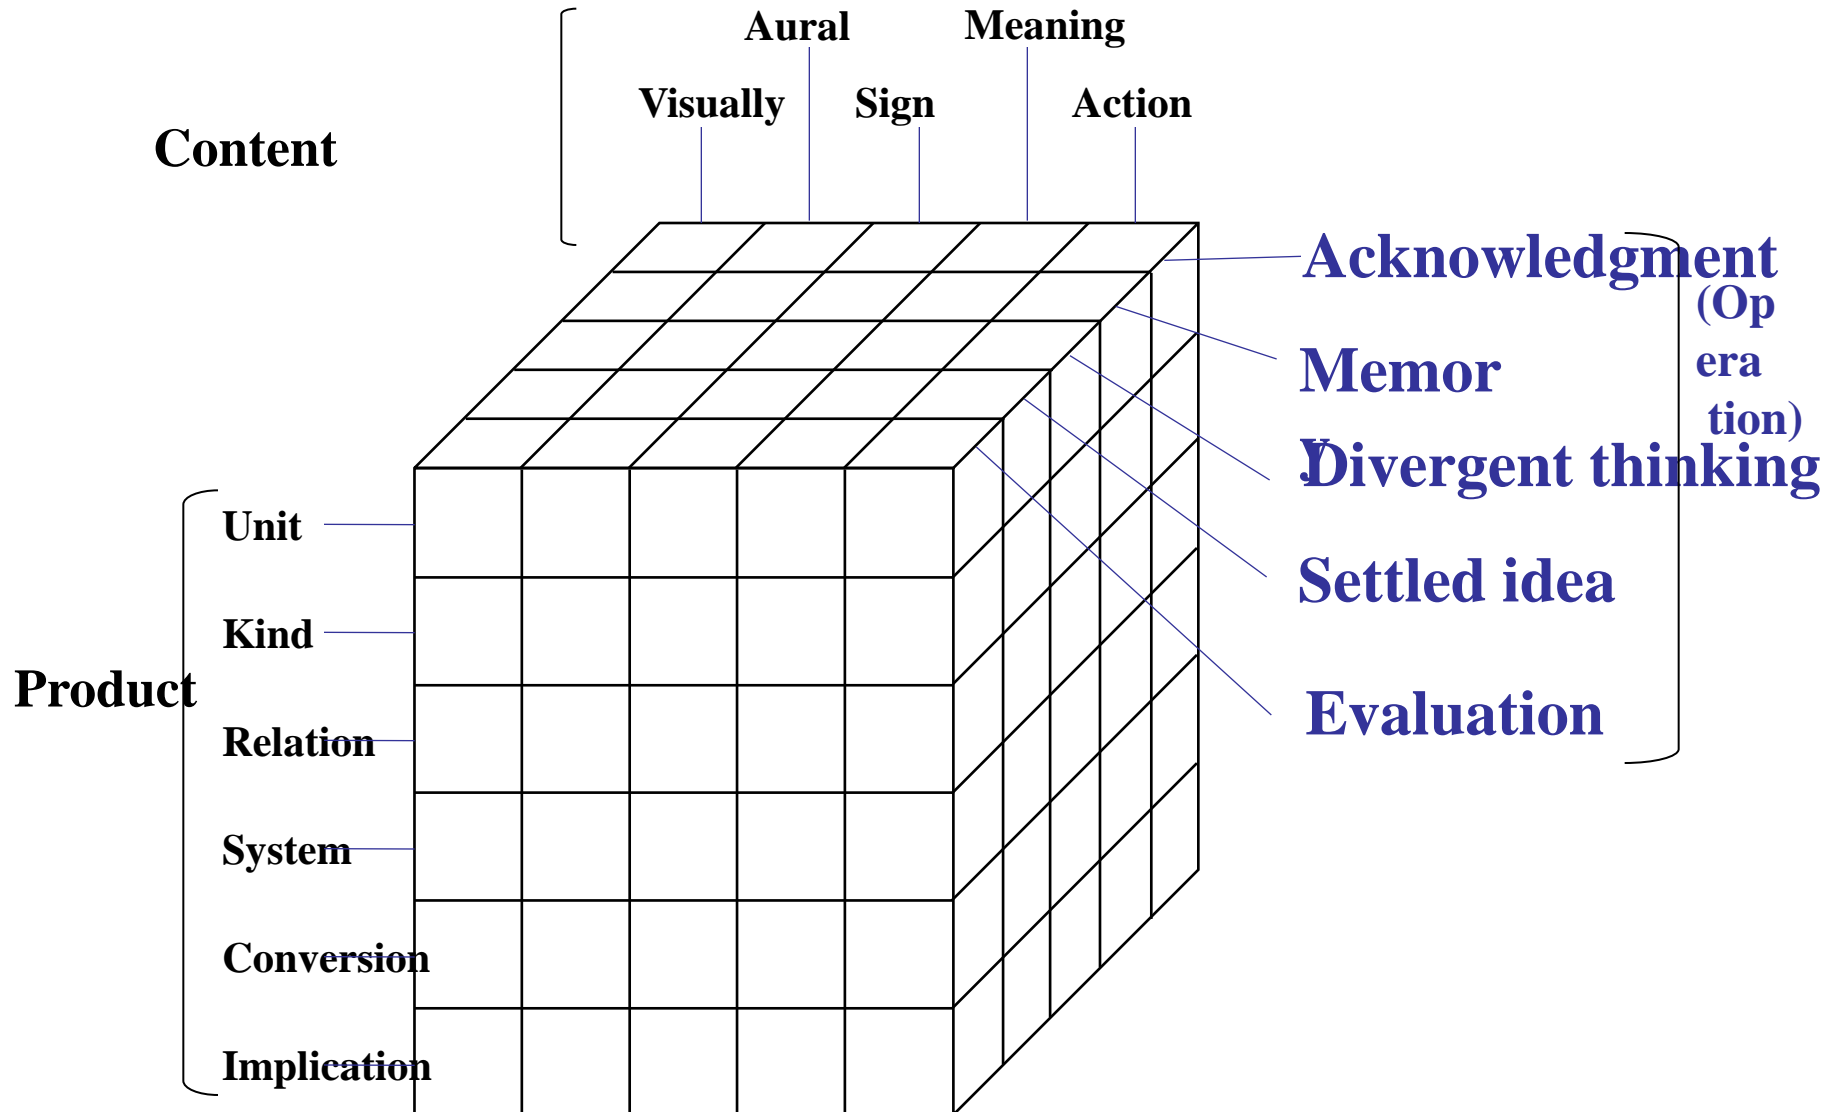 Aural Meaning
Visually Sign Action
Content
Acknowledgment
(Op
era
tion)
Memor
y
Divergent thinking
Settled idea
Evaluation
Product
Unit
Kind
Relation
System
Conversion
Implication